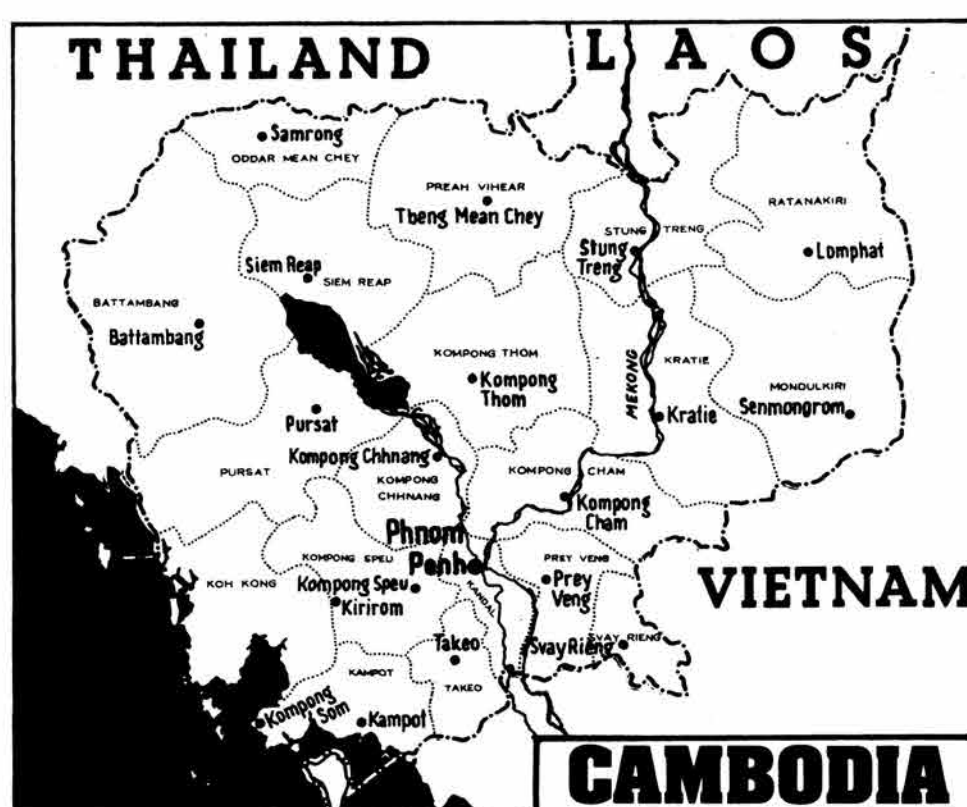 THAILAND
LAOS
Samrong
ODDAR MEAN CHEY
PREAH VIHEAR
Tbeng Mean Chey
RATANAKIRI
STUNG TRENG
Stung
Treng
Lomphat
Siem Reap
SIEM REAP
BATTAMBANG
Battambang
KOMPONG THOM
Kompong
Thom
MEKONG
KRATIE
Kratie
MONDULKIRI
Senmongrom
Pursat
PURSAT
Kompong Chhnang
KOMPONG
CHHNANG
KOMPONG CHAM
Kompong
Cham
Phnom
Penh
KOMPONG SPEU
Kompong Speu
Kirirom
KOH KONG
KANDAL
PREY VENG
Prey
Veng
VIETNAM
Svay Rieng
SVAY RIENG
Takeo
TAKEO
KAMPOT
Kompong
Som
Kampot
CAMBODIA